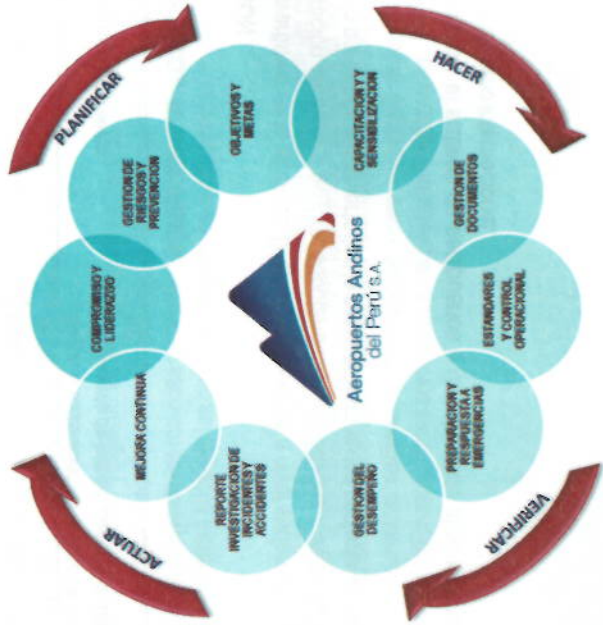 PLANIFICAR
HACER
VERIFICAR
ACTUAR
COMPROMISO Y
LIDERAZGO
GESTION DE
RIESGOS Y
PREVENCION
OBJETIVOS Y
METAS
CAPACITACION Y Y
SENSIBILIZACION
GESTION DE
DOCUMENTOS
ESTANDARES
Y CONTROL
OPERACIONAL
PREPARACION Y
RESPUESTA A
EMERGENCIAS
GESTION DEL
DESEMPEÑO
REPORTE
INVESTIGACION DE
INCIDENTES Y
ACCIDENTES
MEJORA CONTINUA
Aeropuertos Andinos
del Perú S.A.